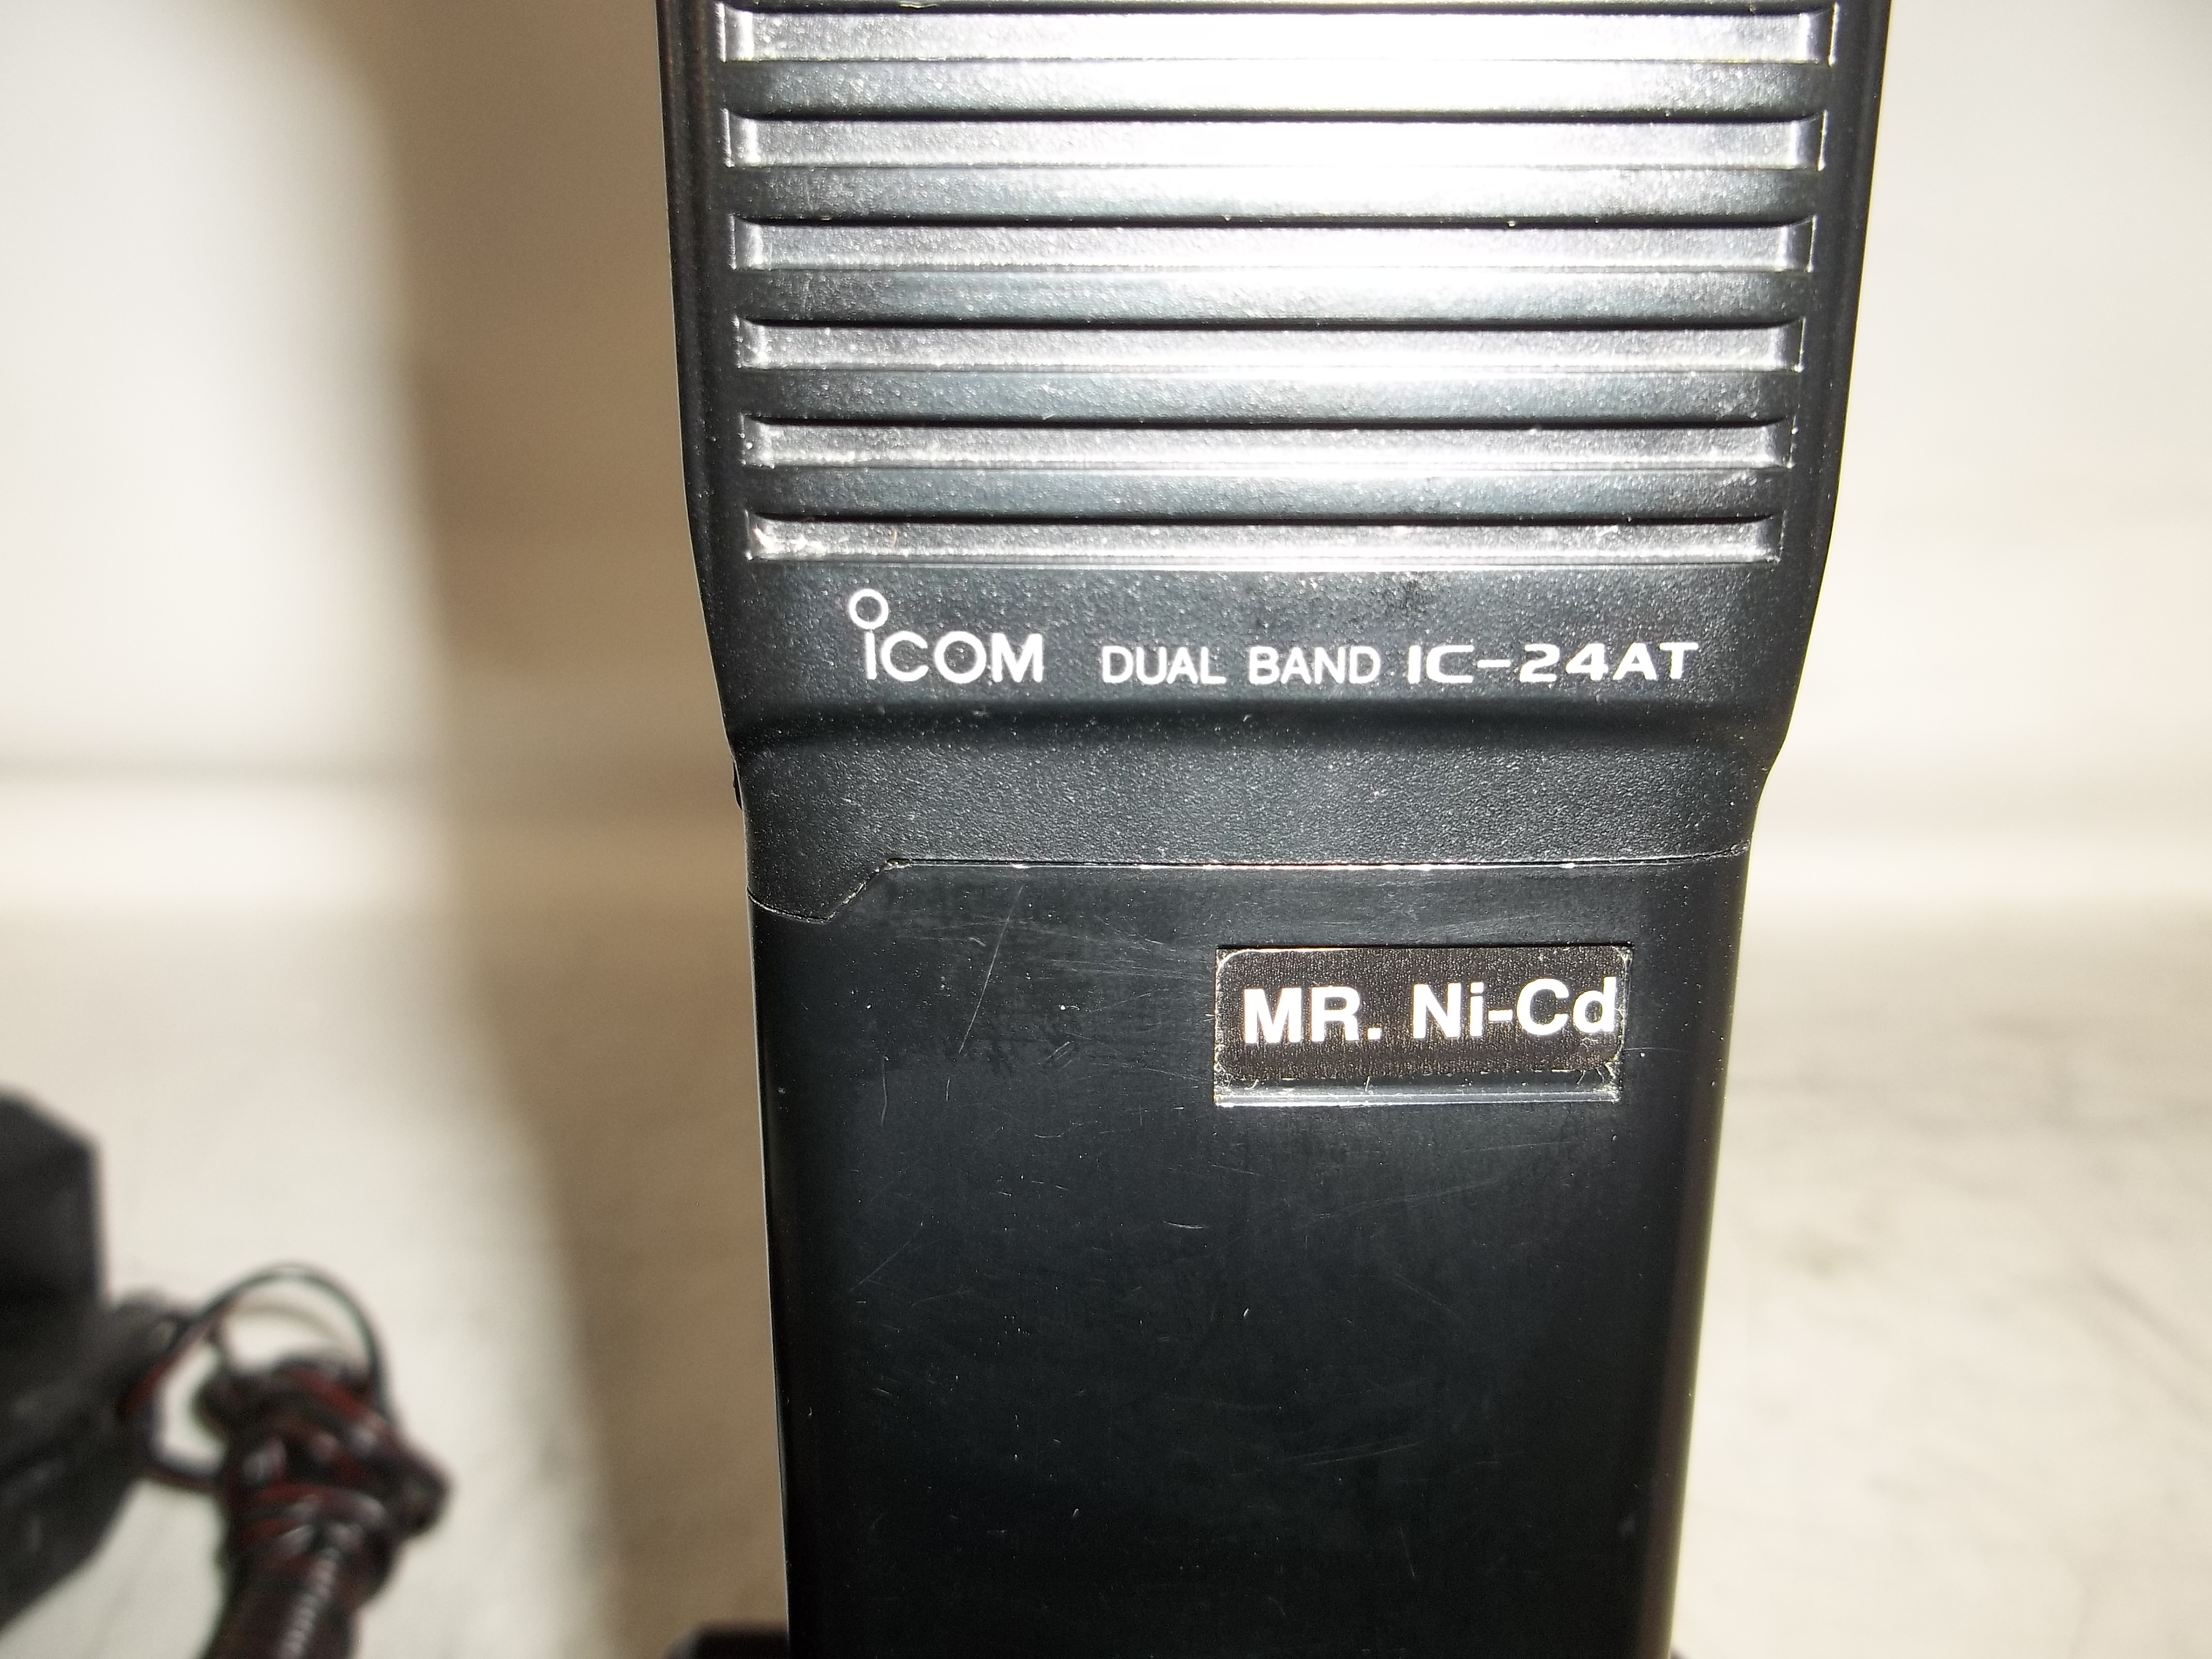 iCOM DUAL BAND IC-24AT
MR. Ni-Cd